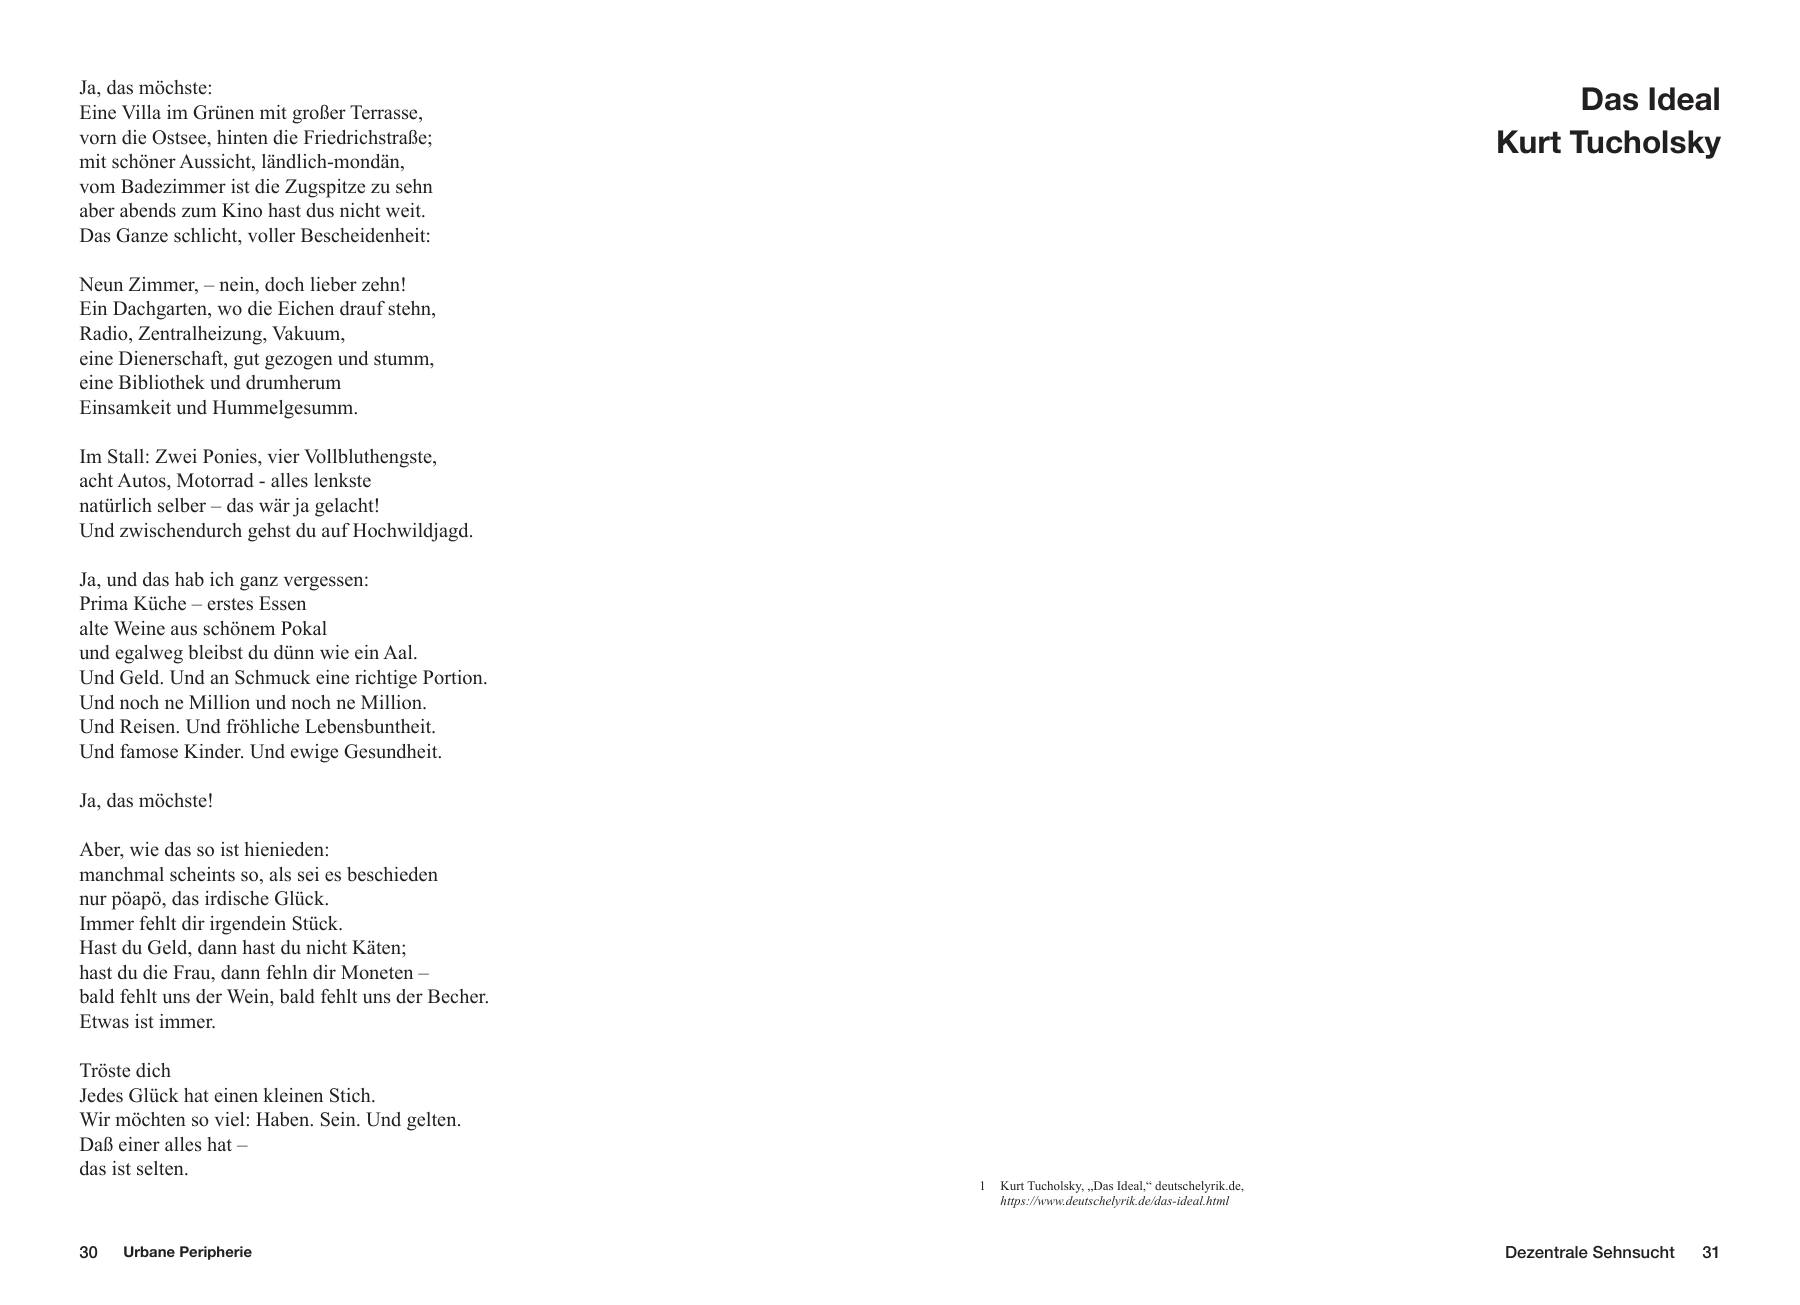 Ja, das möchste:
Eine Villa im Grünen mit großer Terrasse,
vorn die Ostsee, hinten die Friedrichstraße;
mit schöner Aussicht, ländlich-mondän,
vom Badezimmer ist die Zugspitze zu sehn
aber abends zum Kino hast dus nicht weit.
Das Ganze schlicht, voller Bescheidenheit:

Neun Zimmer, – nein, doch lieber zehn!
Ein Dachgarten, wo die Eichen drauf stehn,
Radio, Zentralheizung, Vakuum,
eine Dienerschaft, gut gezogen und stumm,
eine Bibliothek und drumherum
Einsamkeit und Hummelgesumm.

Im Stall: Zwei Ponies, vier Vollbluthengste,
acht Autos, Motorrad - alles lenkste
natürlich selber – das wär ja gelacht!
Und zwischendurch gehst du auf Hochwildjagd.

Ja, und das hab ich ganz vergessen:
Prima Küche – erstes Essen
alte Weine aus schönem Pokal
und egalweg bleibst du dünn wie ein Aal.
Und Geld. Und an Schmuck eine richtige Portion.
Und noch ne Million und noch ne Million.
Und Reisen. Und fröhliche Lebensbuntheit.
Und famose Kinder. Und ewige Gesundheit.

Ja, das möchste!

Aber, wie das so ist hienieden:
manchmal scheints so, als sei es beschieden
nur pöapö, das irdische Glück.
Immer fehlt dir irgendein Stück.
Hast du Geld, dann hast du nicht Käten;
hast du die Frau, dann fehln dir Moneten –
bald fehlt uns der Wein, bald fehlt uns der Becher.
Etwas ist immer.

Tröste dich
Jedes Glück hat einen kleinen Stich.
Wir möchten so viel: Haben. Sein. Und gelten.
Daß einer alles hat –
das ist selten.

30 Urbane Peripherie

Das Ideal
Kurt Tucholsky

1 Kurt Tucholsky, „Das Ideal,“ deutschelyrik.de,
https://www.deutschelyrik.de/das-ideal.html

Dezentrale Sehnsucht 31